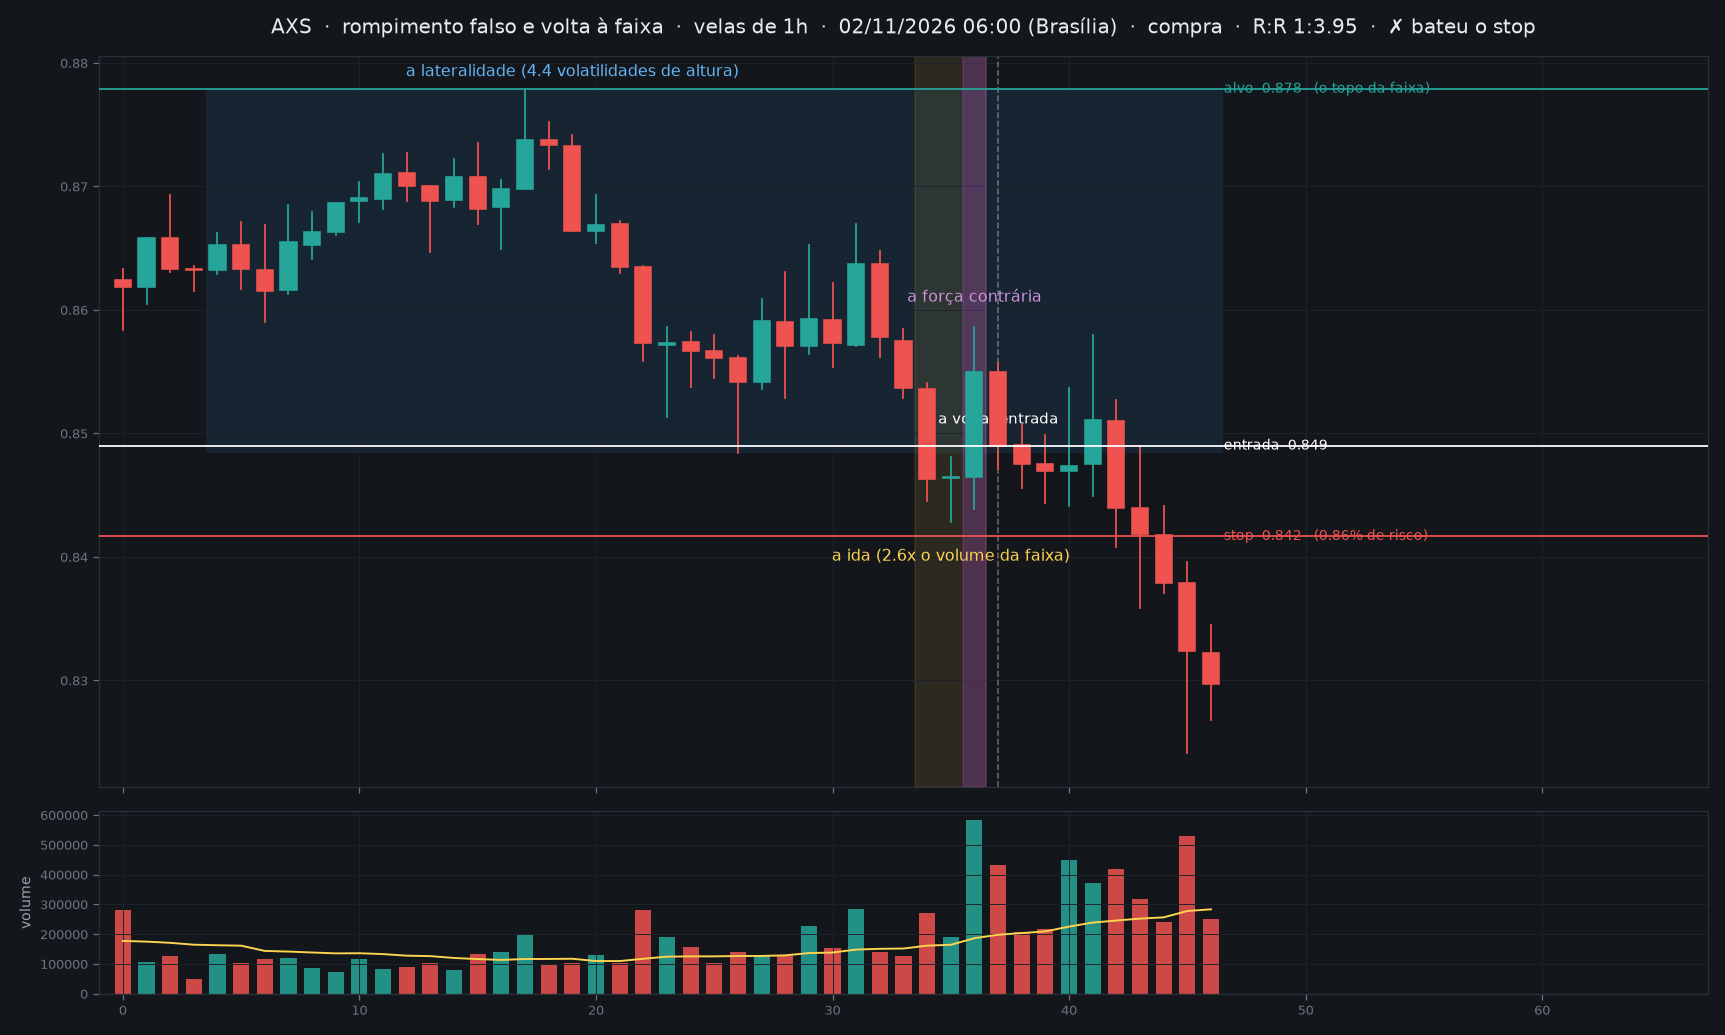 AXS · rompimento falso e volta à faixa · velas de 1h · 02/11/2026 06:00 (Brasília) · compra · R:R 1:3.95 · ✗ bateu o stop
0.88
a lateralidade (4.4 volatilidades de altura)
alvo 0.878 (o topo da faixa)
0.87
0.86
a força contrária
0.85
a entrada
entrada 0.849
stop 0.842 (0.86% de risco)
0.84
a ida (2.6x o volume da faixa)
0.83
volume
600000
500000
400000
300000
200000
100000
0
0 10 20 30 40 50 60